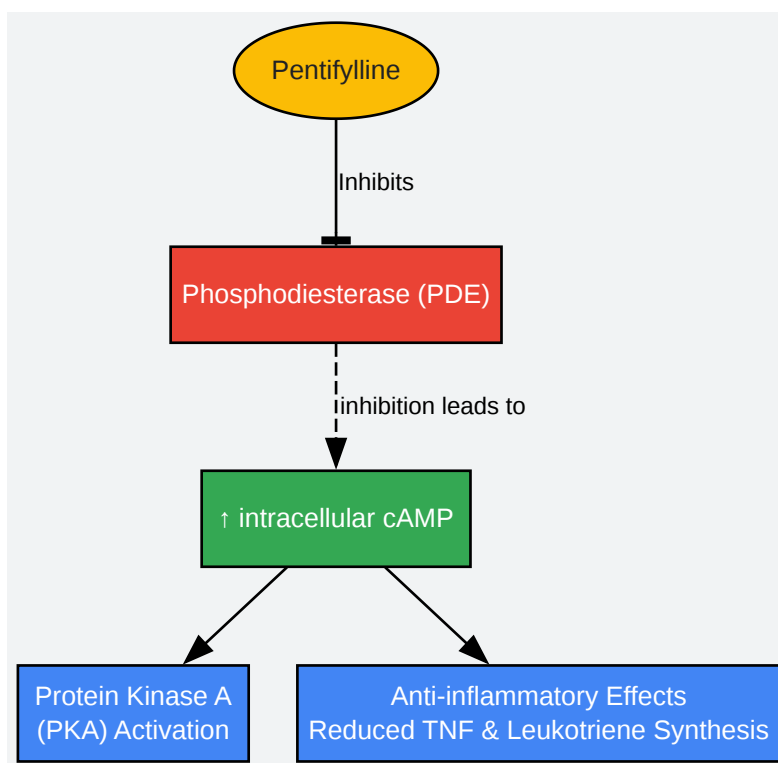 Pentifylline
Inhibits
Phosphodiesterase (PDE)
inhibition leads to
↑ intracellular cAMP
Protein Kinase A
(PKA) Activation
Anti-inflammatory Effects
Reduced TNF & Leukotriene Synthesis